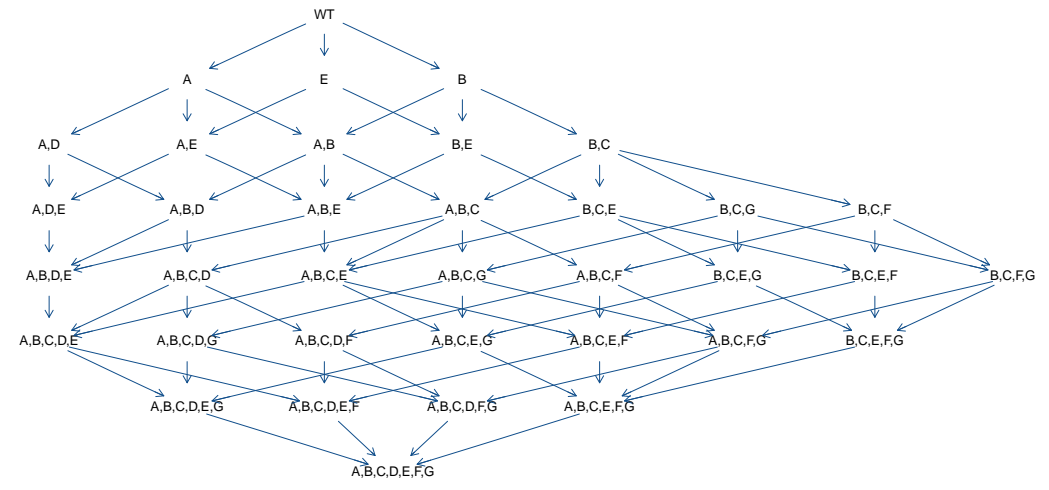 WT
A E B
A,D A,E A,B B,E B,C
A,D,E A,B,D A,B,E A,B,C B,C,E B,C,G B,C,F
A,B,D,E A,B,C,D A,B,C,E A,B,C,G A,B,C,F B,C,E,G B,C,E,F B,C,F,G
A,B,C,D,E A,B,C,D,G A,B,C,D,F A,B,C,E,G A,B,C,E,F A,B,C,F,G B,C,E,F,G
A,B,C,D,E,G A,B,C,D,E,F A,B,C,D,F,G A,B,C,E,F,G
A,B,C,D,E,F,G